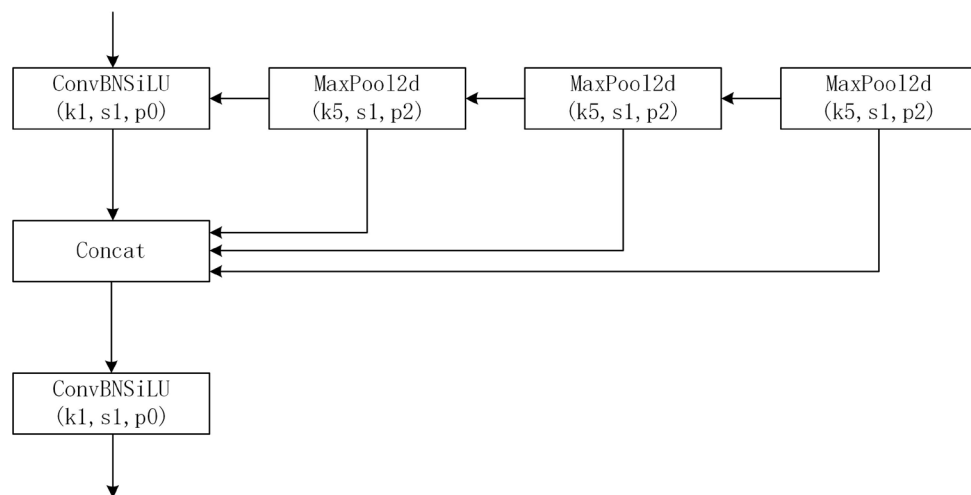 ConvBNSiLU
(k1, s1, p0)
MaxPool2d
(k5, s1, p2)
MaxPool2d
(k5, s1, p2)
MaxPool2d
(k5, s1, p2)
Concat
ConvBNSiLU
(k1, s1, p0)